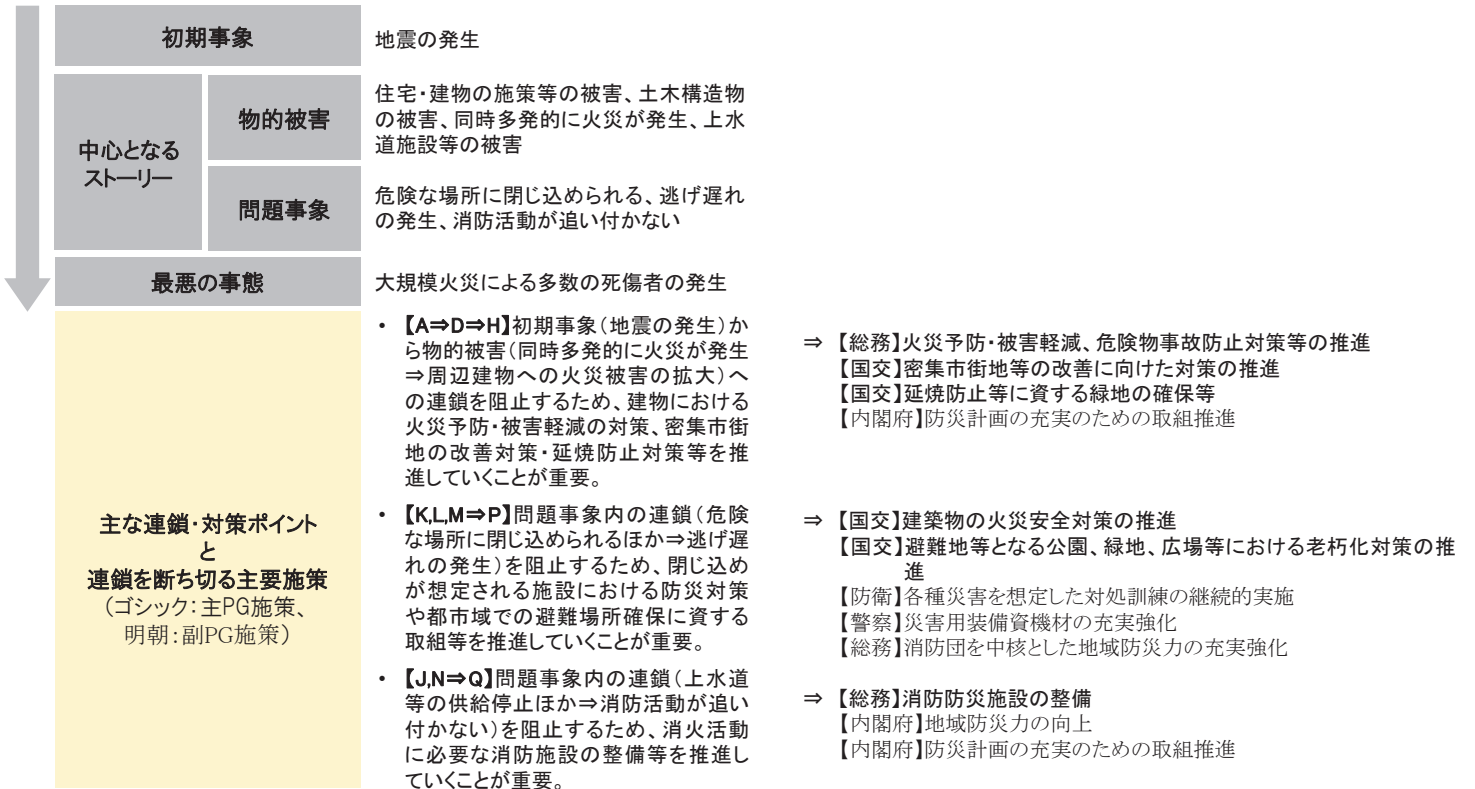 初期事象
地震の発生
中心となる
ストーリー
物的被害
住宅・建物の施策等の被害、土木構造物
の被害、同時多発的に火災が発生、上水
道施設等の被害
問題事象
危険な場所に閉じ込められる、逃げ遅れ
の発生、消防活動が追い付かない
最悪の事態
大規模火災による多数の死傷者の発生
主な連鎖・対策ポイント
と
連鎖を断ち切る主要施策
（ゴシック：主PG施策、
明朝：副PG施策）
・ 【A⇒D⇒H】初期事象（地震の発生）か
ら物的被害（同時多発的に火災が発生
⇒周辺建物への火災被害の拡大）へ
の連鎖を阻止するため、建物における
火災予防・被害軽減の対策、密集市街
地の改善対策・延焼防止対策等を推
進していくことが重要。
⇒ 【総務】火災予防・被害軽減、危険物事故防止対策等の推進
【国交】密集市街地等の改善に向けた対策の推進
【国交】延焼防止等に資する緑地の確保等
【内閣府】防災計画の充実のための取組推進
・ 【K,L,M⇒P】問題事象内の連鎖（危険
な場所に閉じ込められるほか⇒逃げ遅
れの発生）を阻止するため、閉じ込め
が想定される施設における防災対策
や都市域での避難場所確保に資する
取組等を推進していくことが重要。
⇒ 【国交】建築物の火災安全対策の推進
【国交】避難地等となる公園、緑地、広場等における老朽化対策の推
進
【防衛】各種災害を想定した対処訓練の継続的実施
【警察】災害用装備資機材の充実強化
【総務】消防団を中核とした地域防災力の充実強化
・ 【J,N⇒Q】問題事象内の連鎖（上水道
等の供給停止ほか⇒消防活動が追い
付かない）を阻止するため、消火活動
に必要な消防施設の整備等を推進し
ていくことが重要。
⇒ 【総務】消防防災施設の整備
【内閣府】地域防災力の向上
【内閣府】防災計画の充実のための取組推進